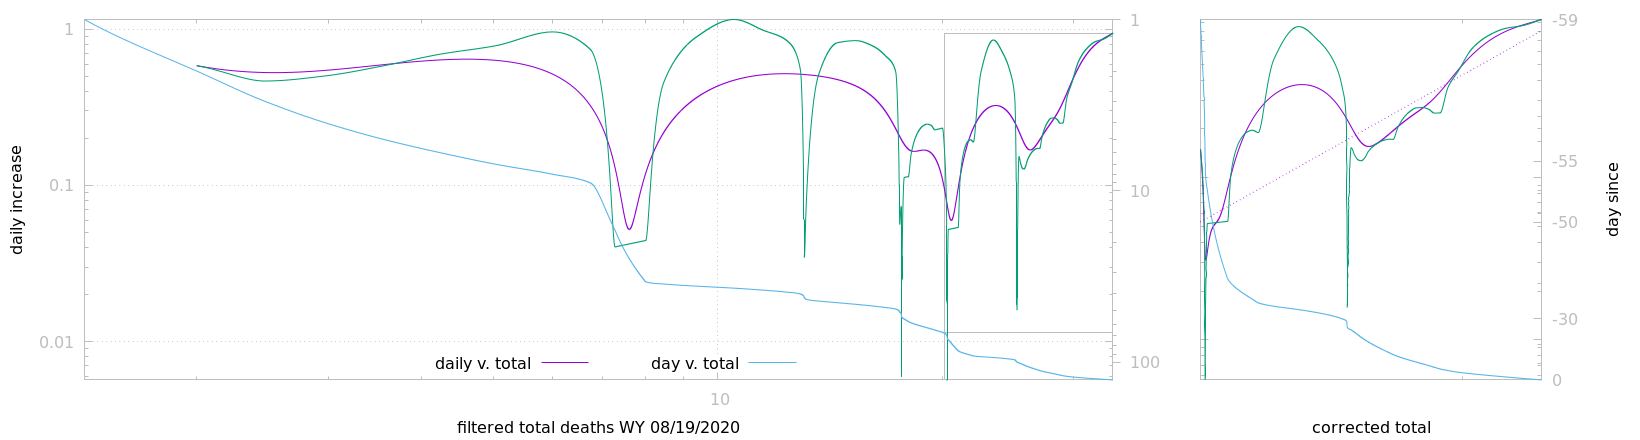 1
0.1
0.01
daily increase
daily v. total
day v. total
10
filtered total deaths WY 08/19/2020
1
10
100
-59
-55
-50
-30
0
day since
corrected total